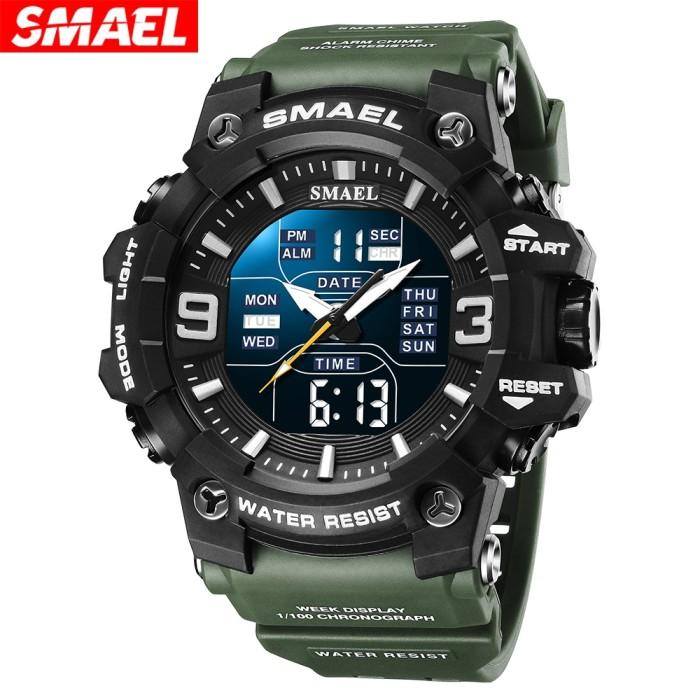 SMAEL
SMAEL WATCH
ALARM CHIME
SHOCK RESISTANT
SMAEL
SMAEL
PM 11 SEC
ALM CHR
DATE
LIGHT
START
MON THU
TUE FRI
WED SAT
SUN
9 3
MODE
TIME
RESET
6:13
WATER RESIST
WEEK DISPLAY
1/100 CHRONOGRAPH
WATER RESIST